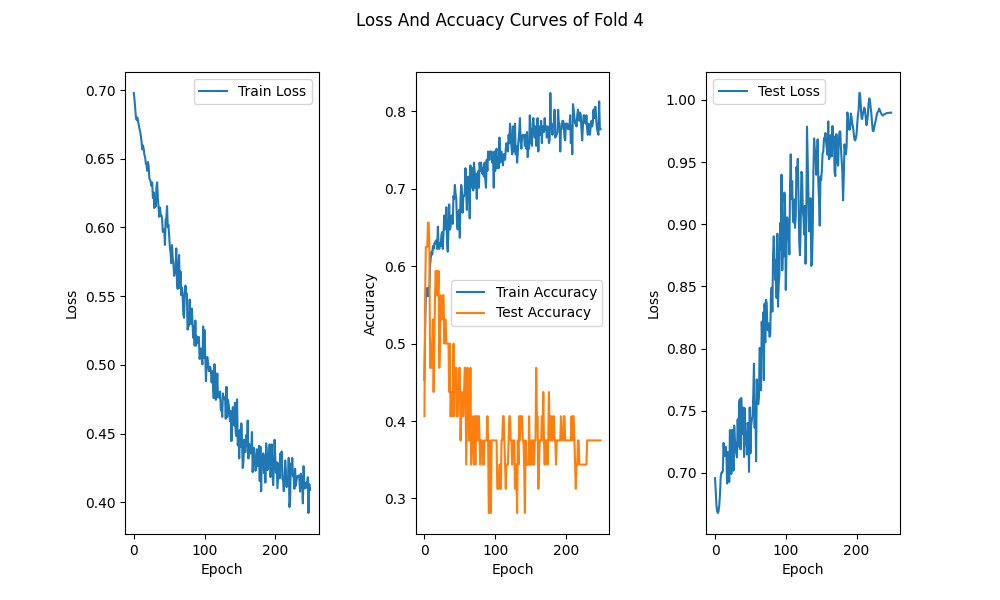 Loss And Accuacy Curves of Fold 4
Train Loss
0.70
0.65
0.60
0.55
0.50
0.45
0.40
Loss
0 100 200
Epoch
0.8
0.7
0.6
0.5
0.4
0.3
Accuracy
Train Accuracy
Test Accuracy
0 100 200
Epoch
Test Loss
1.00
0.95
0.90
0.85
0.80
0.75
0.70
Loss
0 100 200
Epoch